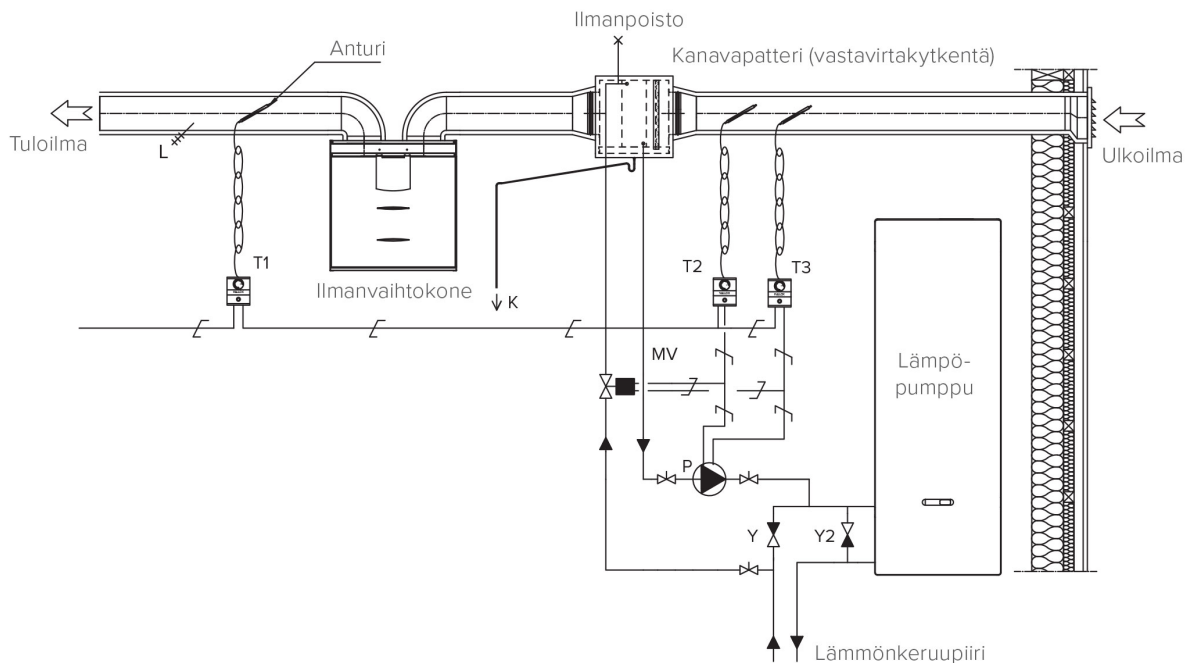 Ilmanpoisto
Anturi
Kanavapatteri (vastavirtakytkentä)
Tuloilma
L
Ulkoilma
T1
T2
T3
Ilmanvaihtokone
K
MV
Lämpö-
pumppu
P
Y
Y2
Lämmönkeruupiiri